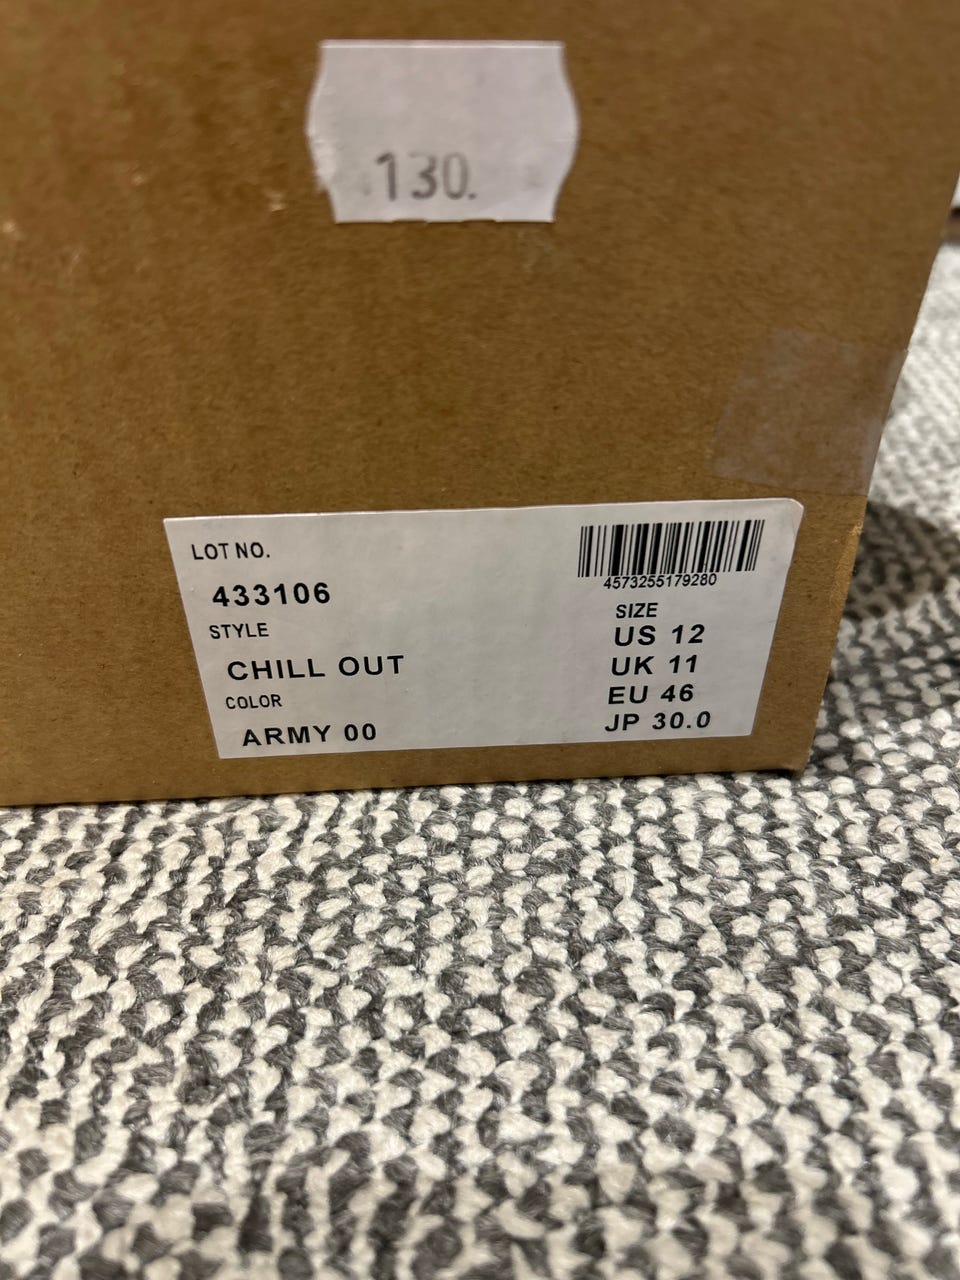 130.
LOT NO.
433106
STYLE
CHILL OUT
COLOR
ARMY 00
4573255179280
SIZE
US 12
UK 11
EU 46
JP 30.0